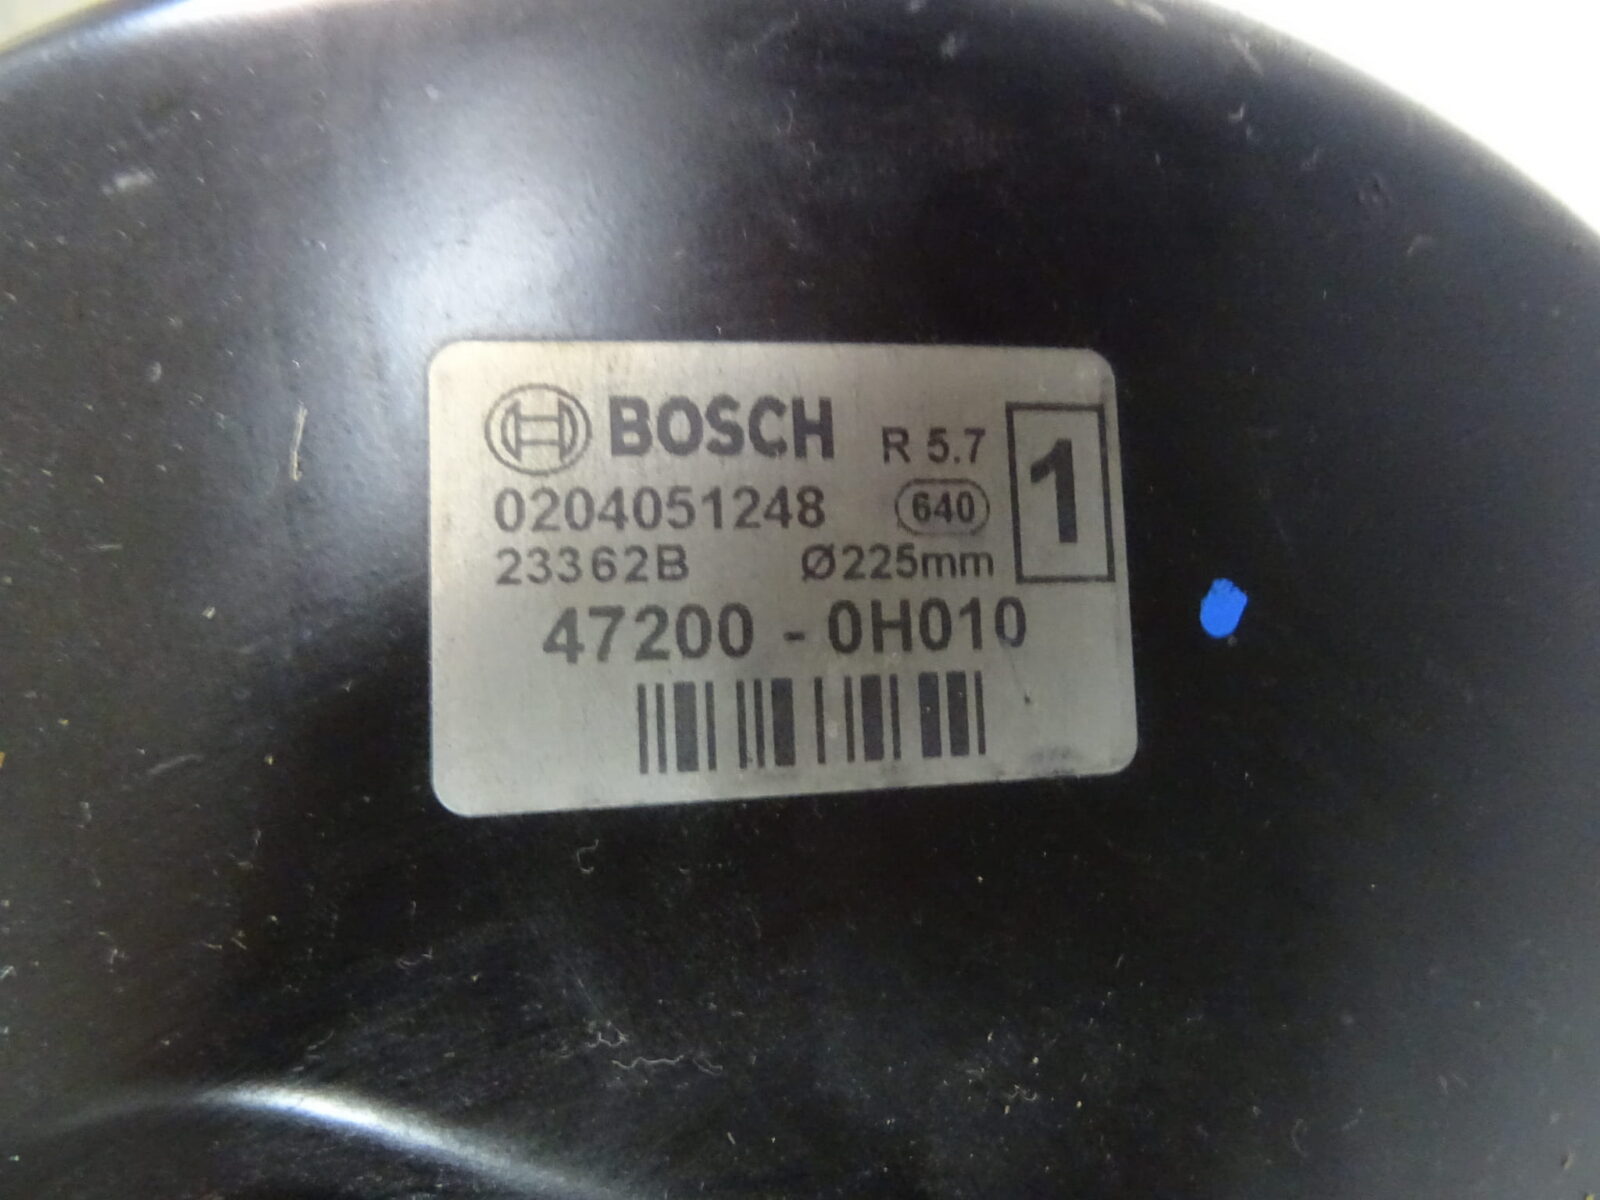 BOSCH R 5.7 1
0204051248 640
23362B Ø225mm
47200 - 0H010